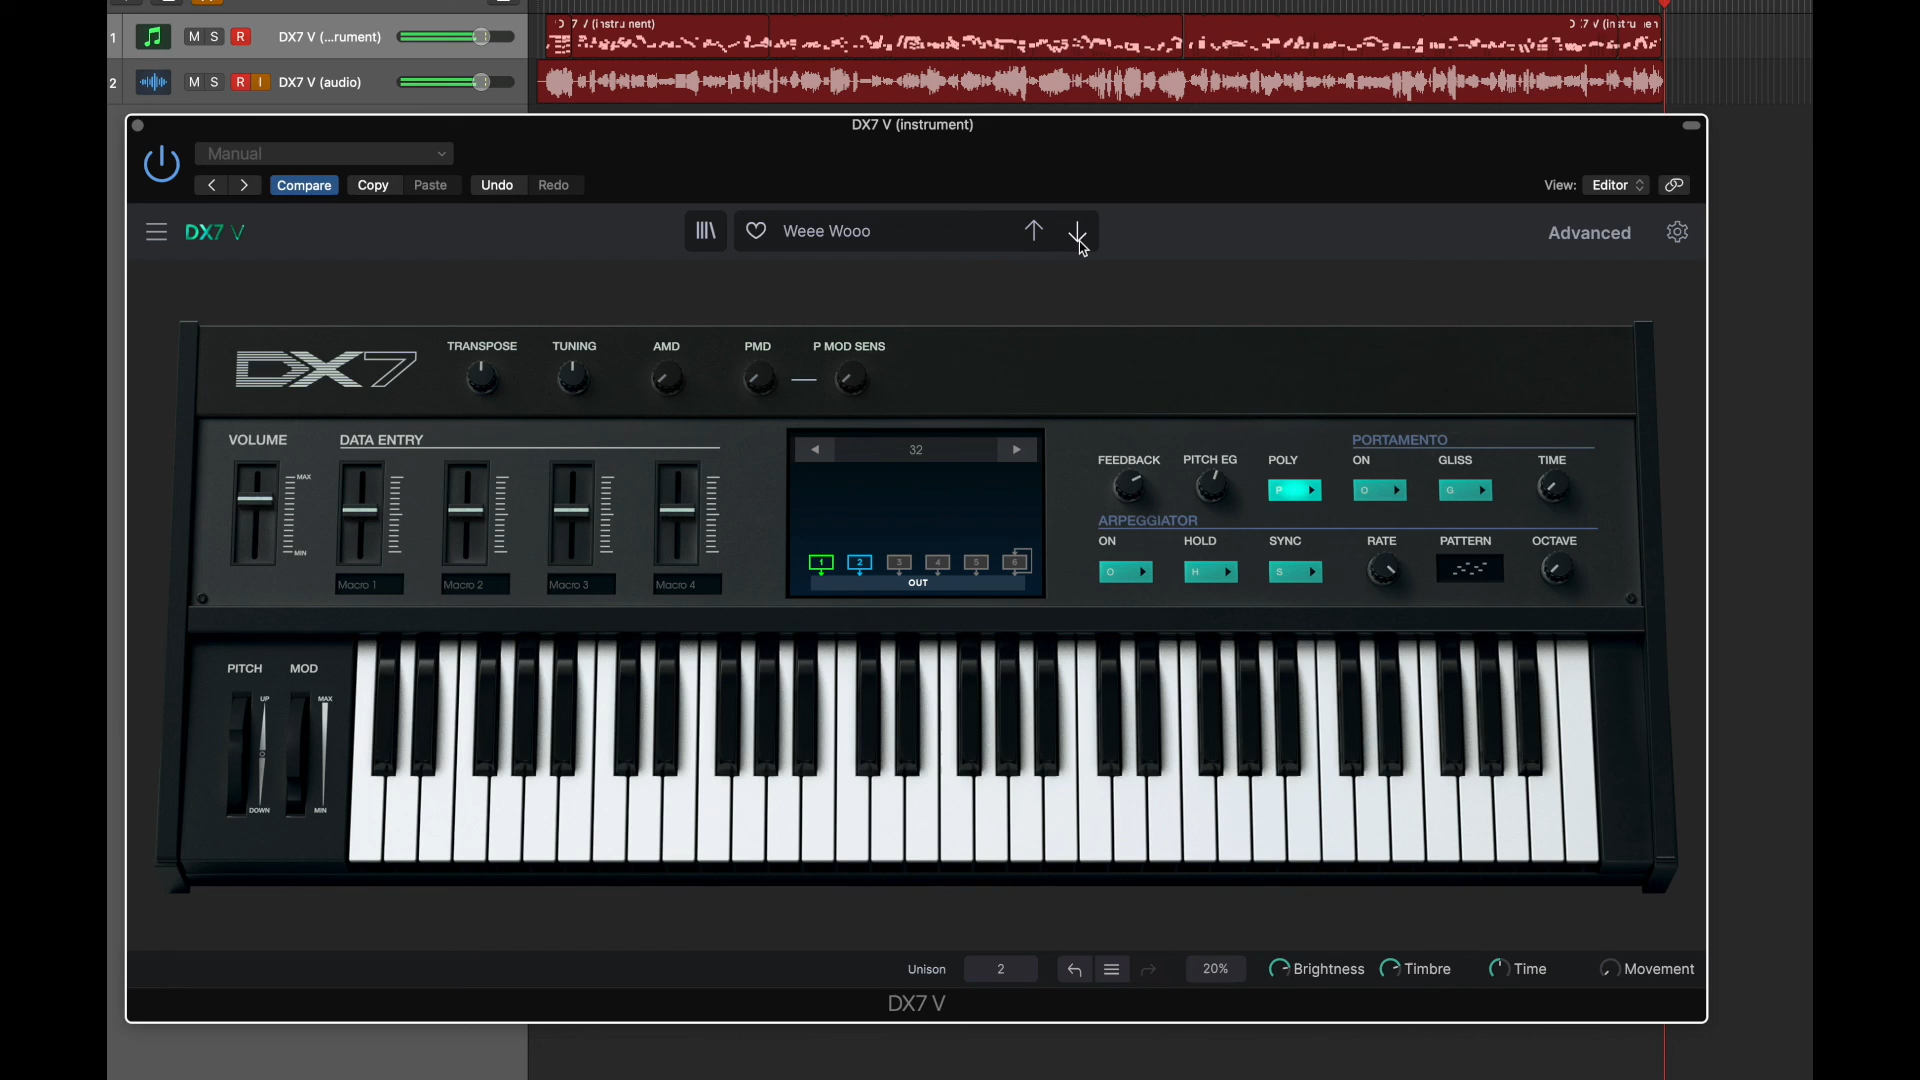 1 M S R DX7 V (...rument)
2 M S R I DX7 V (audio)
DX7 V (instrument)
Manual
Compare Copy Paste Undo Redo
View: Editor
DX7 V
Weee Wooo
Advanced
DX7
TRANSPOSE TUNING AMD PMD P MOD SENS
VOLUME
MAX
MIN
DATA ENTRY
Macro 1 Macro 2 Macro 3 Macro 4
32
1 2 3 4 5 6
OUT
FEEDBACK PITCH EG POLY
P
PORTAMENTO
ON GLISS TIME
O G
ARPEGGIATOR
ON HOLD SYNC RATE PATTERN OCTAVE
O H S
PITCH MOD
UP MAX
DOWN MIN
Unison 2 20% Brightness Timbre Time Movement
DX7 V